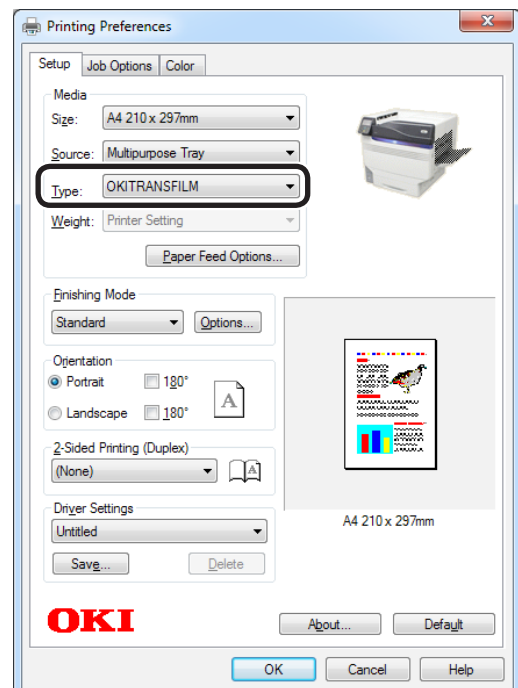 Printing Preferences
Setup Job Options Color
Media
Size: A4 210 x 297mm
Source: Multipurpose Tray
Type: OKITRANSFILM
Weight: Printer Setting
Paper Feed Options...
Finishing Mode
Standard Options...
Orientation
Portrait 180°
A
Landscape 180°
2-Sided Printing (Duplex)
(None) A
Driver Settings
Untitled
A4 210 x 297mm
Save... Delete
OKI
About... Default
OK Cancel Help